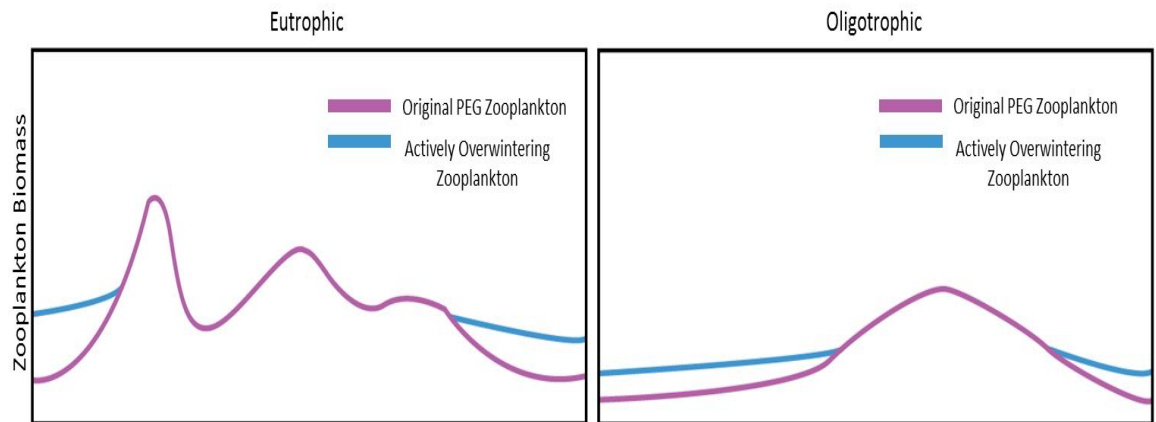 Eutrophic
Oligotrophic
Zooplankton Biomass
Original PEG Zooplankton
Actively Overwintering
Zooplankton
Original PEG Zooplankton
Actively Overwintering
Zooplankton